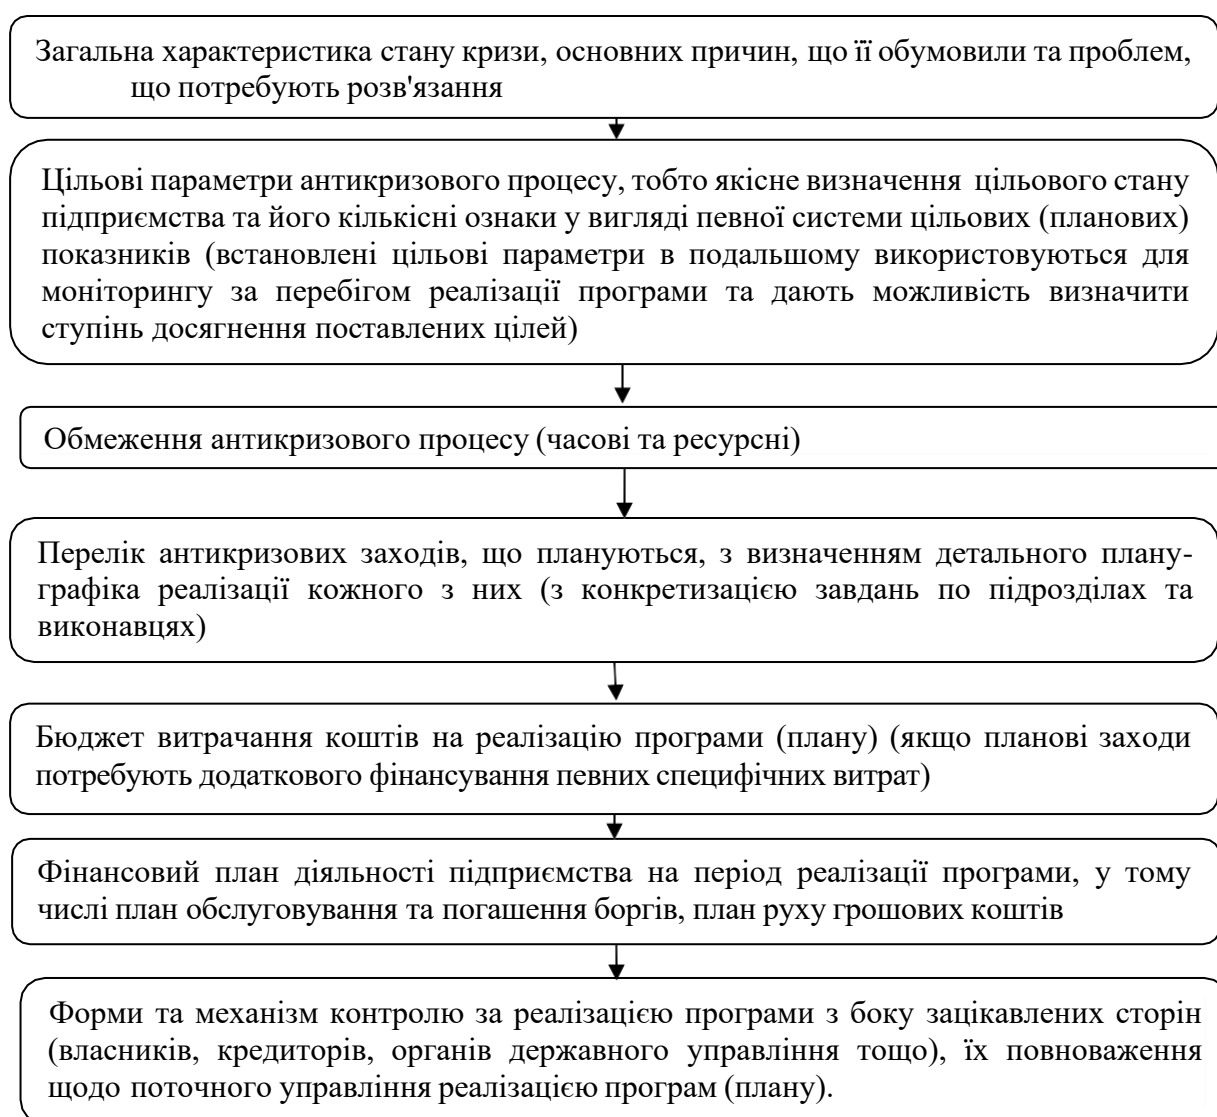 Загальна характеристика стану кризи, основних причин, що її обумовили та проблем,
що потребують розв'язання
Цільові параметри антикризового процесу, тобто якісне визначення цільового стану
підприємства та його кількісні ознаки у вигляді певної системи цільових (планових)
показників (встановлені цільові параметри в подальшому використовуються для
моніторингу за перебігом реалізації програми та дають можливість визначити
ступінь досягнення поставлених цілей)
Обмеження антикризового процесу (часові та ресурсні)
Перелік антикризових заходів, що плануються, з визначенням детального плану-
графіка реалізації кожного з них (з конкретизацією завдань по підрозділах та
виконавцях)
Бюджет витрачання коштів на реалізацію програми (плану) (якщо планові заходи
потребують додаткового фінансування певних специфічних витрат)
Фінансовий план діяльності підприємства на період реалізації програми, у тому
числі план обслуговування та погашення боргів, план руху грошових коштів
Форми та механізм контролю за реалізацією програми з боку зацікавлених сторін
(власників, кредиторів, органів державного управління тощо), їх повноваження
щодо поточного управління реалізацією програм (плану).